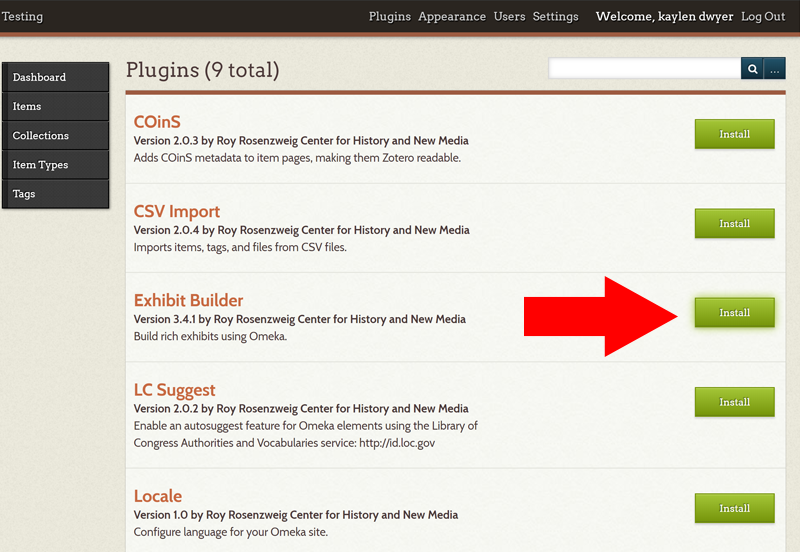 Testing
Plugins Appearance Users Settings Welcome, kaylen dwyer Log Out
Dashboard
Items
Collections
Item Types
Tags
Plugins (9 total)
...
COinS
Version 2.0.3 by Roy Rosenzweig Center for History and New Media
Adds COinS metadata to item pages, making them Zotero readable.
Install
CSV Import
Version 2.0.4 by Roy Rosenzweig Center for History and New Media
Imports items, tags, and files from CSV files.
Install
Exhibit Builder
Version 3.4.1 by Roy Rosenzweig Center for History and New Media
Build rich exhibits using Omeka.
Install
LC Suggest
Version 2.0.2 by Roy Rosenzweig Center for History and New Media
Enable an autosuggest feature for Omeka elements using the Library of
Congress Authorities and Vocabularies service: http://id.loc.gov
Install
Locale
Version 1.0 by Roy Rosenzweig Center for History and New Media
Configure language for your Omeka site.
Install